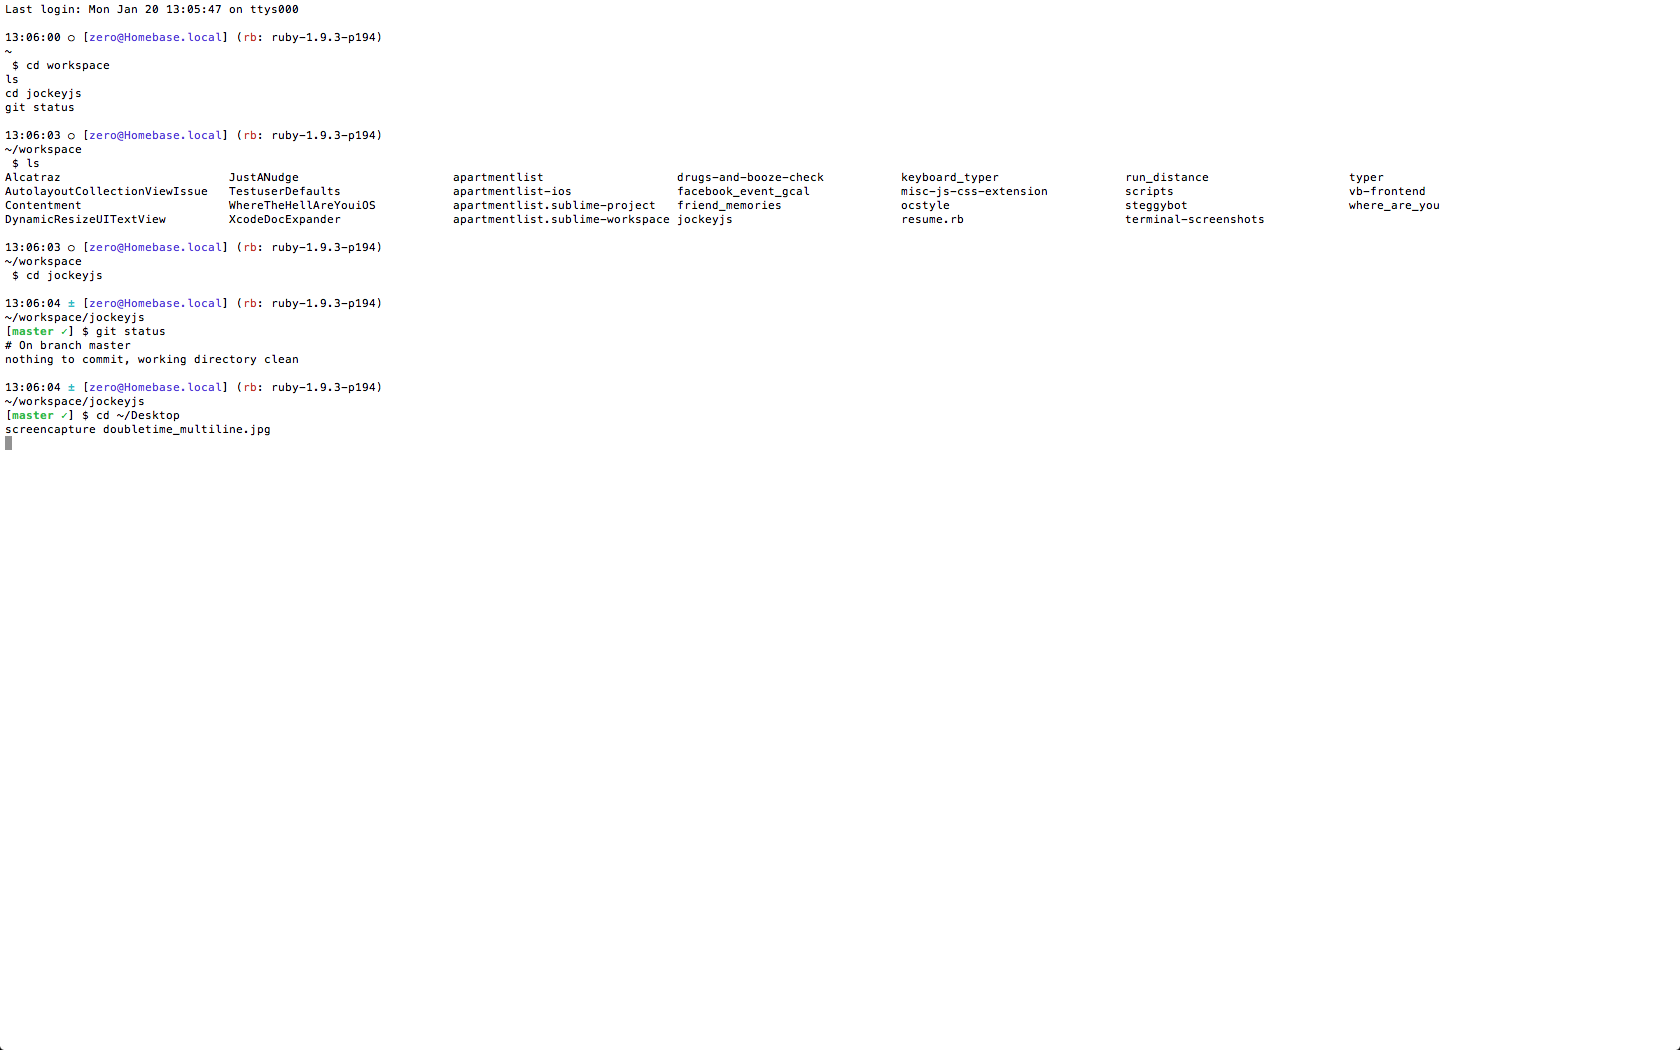 Last login: Mon Jan 20 13:05:47 on ttys000
13:06:00 ○ [zero@Homebase.local] (rb: ruby-1.9.3-p194)
~
 $ cd workspace
ls
cd jockeyjs
git status
13:06:03 ○ [zero@Homebase.local] (rb: ruby-1.9.3-p194)
~/workspace
 $ ls
Alcatraz JustANudge apartmentlist drugs-and-booze-check keyboard_typer run_distance typer
AutolayoutCollectionViewIssue TestuserDefaults apartmentlist-ios facebook_event_gcal misc-js-css-extension scripts vb-frontend
Contentment WhereTheHellAreYouiOS apartmentlist.sublime-project friend_memories ocstyle steggybot where_are_you
DynamicResizeUITextView XcodeDocExpander apartmentlist.sublime-workspace jockeyjs resume.rb terminal-screenshots
13:06:03 ○ [zero@Homebase.local] (rb: ruby-1.9.3-p194)
~/workspace
 $ cd jockeyjs
13:06:04 ± [zero@Homebase.local] (rb: ruby-1.9.3-p194)
~/workspace/jockeyjs
[master ✓] $ git status
# On branch master
nothing to commit, working directory clean
13:06:04 ± [zero@Homebase.local] (rb: ruby-1.9.3-p194)
~/workspace/jockeyjs
[master ✓] $ cd ~/Desktop
screencapture doubletime_multiline.jpg